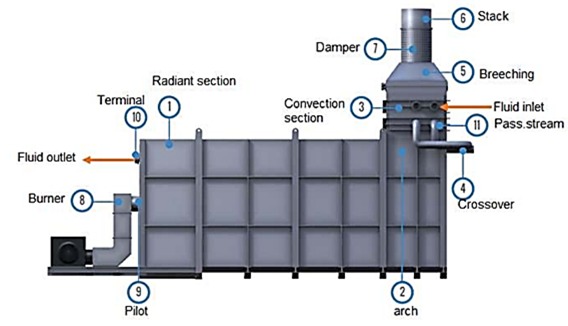 6 Stack
Damper 7
5 Breeching
Radiant section
1
Terminal
10
Convection
section
3
Fluid inlet
11 Pass.stream
Fluid outlet
4
Crossover
Burner 8
9
Pilot
2
arch